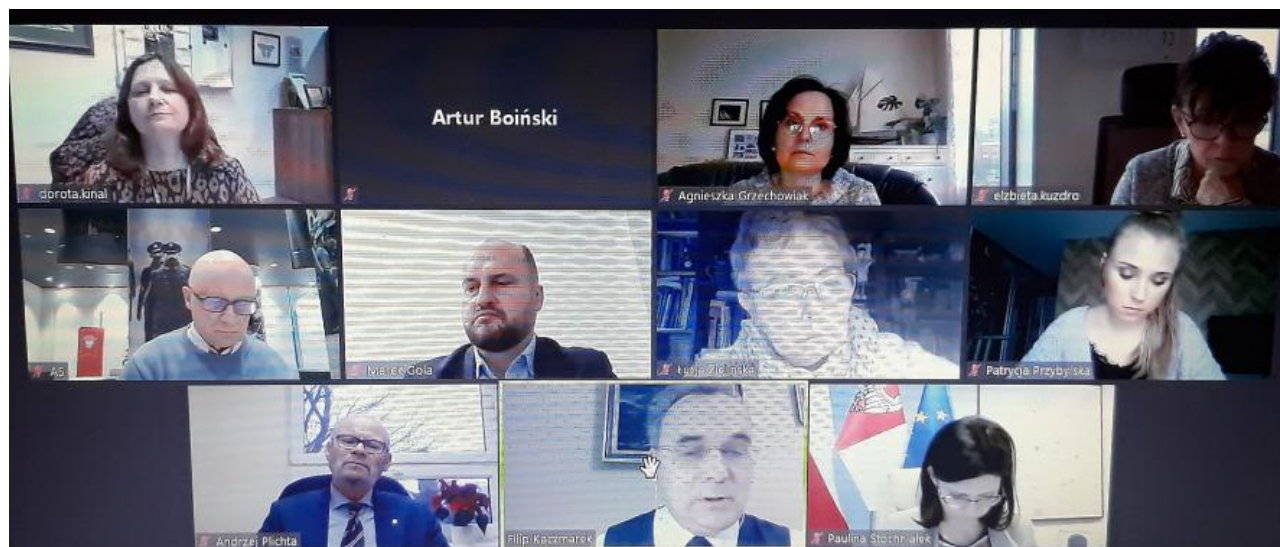 dorota.kinal
Artur Boiński
Agnieszka Grzechowiak
elzbieta.kuzdro
AS
Marek Gola
Łucja Zielińska
Patrycja Przybylska
Andrzej Plichta
Filip Kaczmarek
Paulina Stochniałek